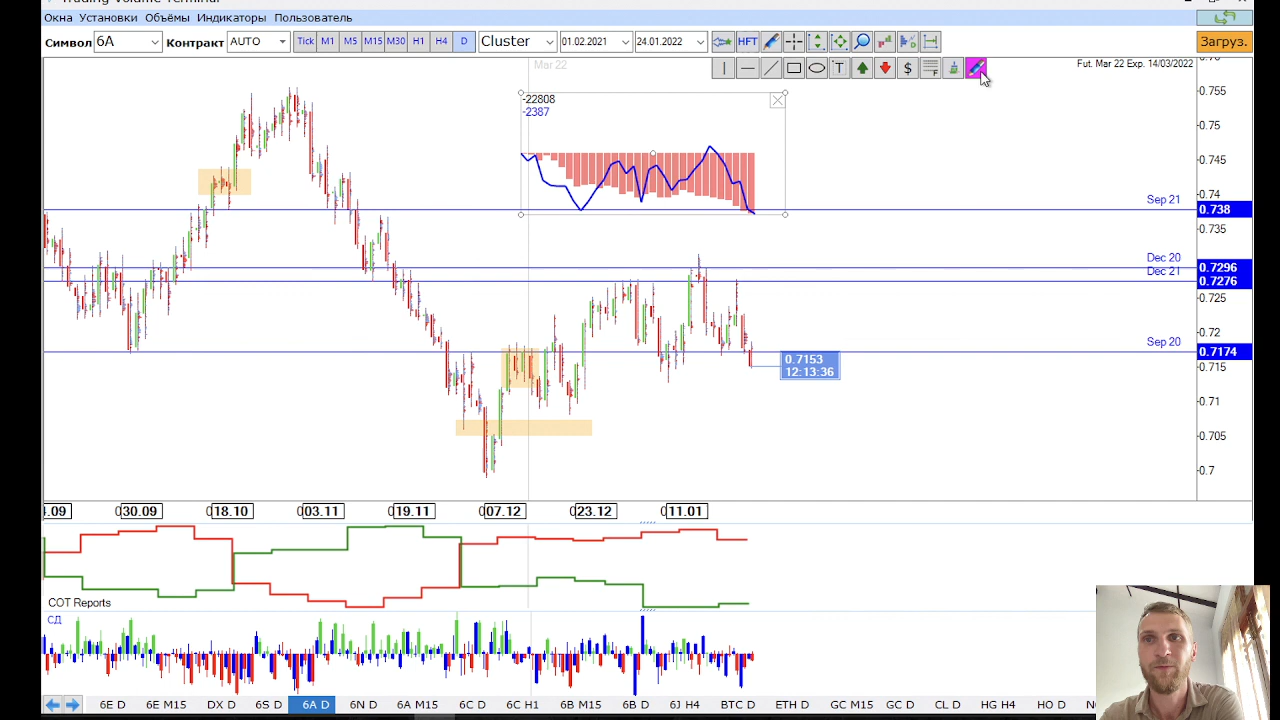 Trading Volume Terminal
Окна Установки Объёмы Индикаторы Пользователь
Символ 6A Контракт AUTO Tick M1 M5 M15 M30 H1 H4 D Cluster 01.02.2021 24.01.2022 HFT Загруз.
T $ F
Mar 22
Fut. Mar 22 Exp. 14/03/2022
-22808
-2387
0.755
0.75
0.745
0.74
Sep 21
0.738
0.735
Dec 20
0.7296
Dec 21
0.7276
0.725
0.72
Sep 20
0.7174
0.7153
12:13:36
0.715
0.71
0.705
0.7
30.09 18.10 03.11 19.11 07.12 23.12 11.01
COT Reports
СД
6E D 6E M15 DX D 6S D 6A D 6N D 6A M15 6C D 6C H1 6B M15 6B D 6J H4 BTC D ETH D GC M15 GC D CL D HG H4 HO D